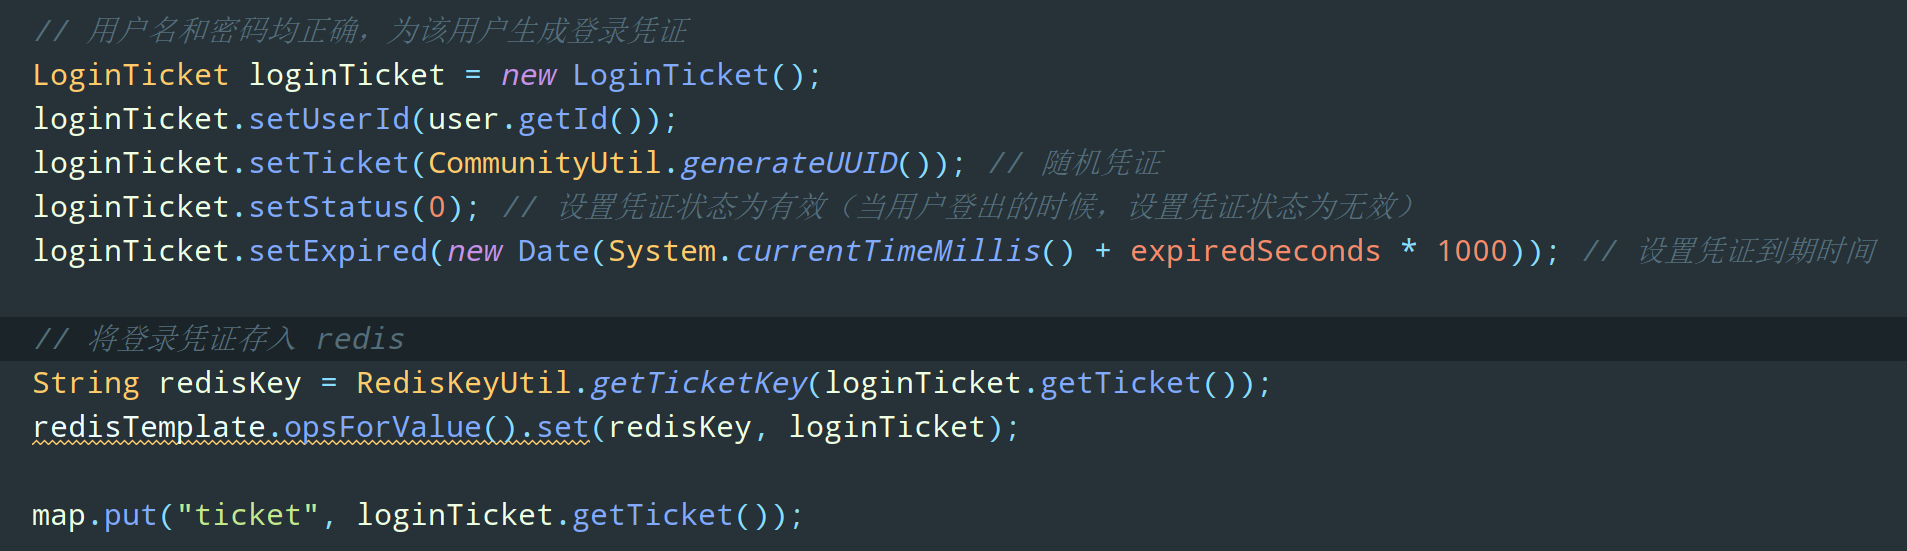 // 用户名和密码均正确，为该用户生成登录凭证
LoginTicket loginTicket = new LoginTicket();
loginTicket.setUserId(user.getId());
loginTicket.setTicket(CommunityUtil.generateUUID()); // 随机凭证
loginTicket.setStatus(0); // 设置凭证状态为有效（当用户登出的时候，设置凭证状态为无效）
loginTicket.setExpired(new Date(System.currentTimeMillis() + expiredSeconds * 1000)); // 设置凭证到期时间
// 将登录凭证存入 redis
String redisKey = RedisKeyUtil.getTicketKey(loginTicket.getTicket());
redisTemplate.opsForValue().set(redisKey, loginTicket);
map.put("ticket", loginTicket.getTicket());